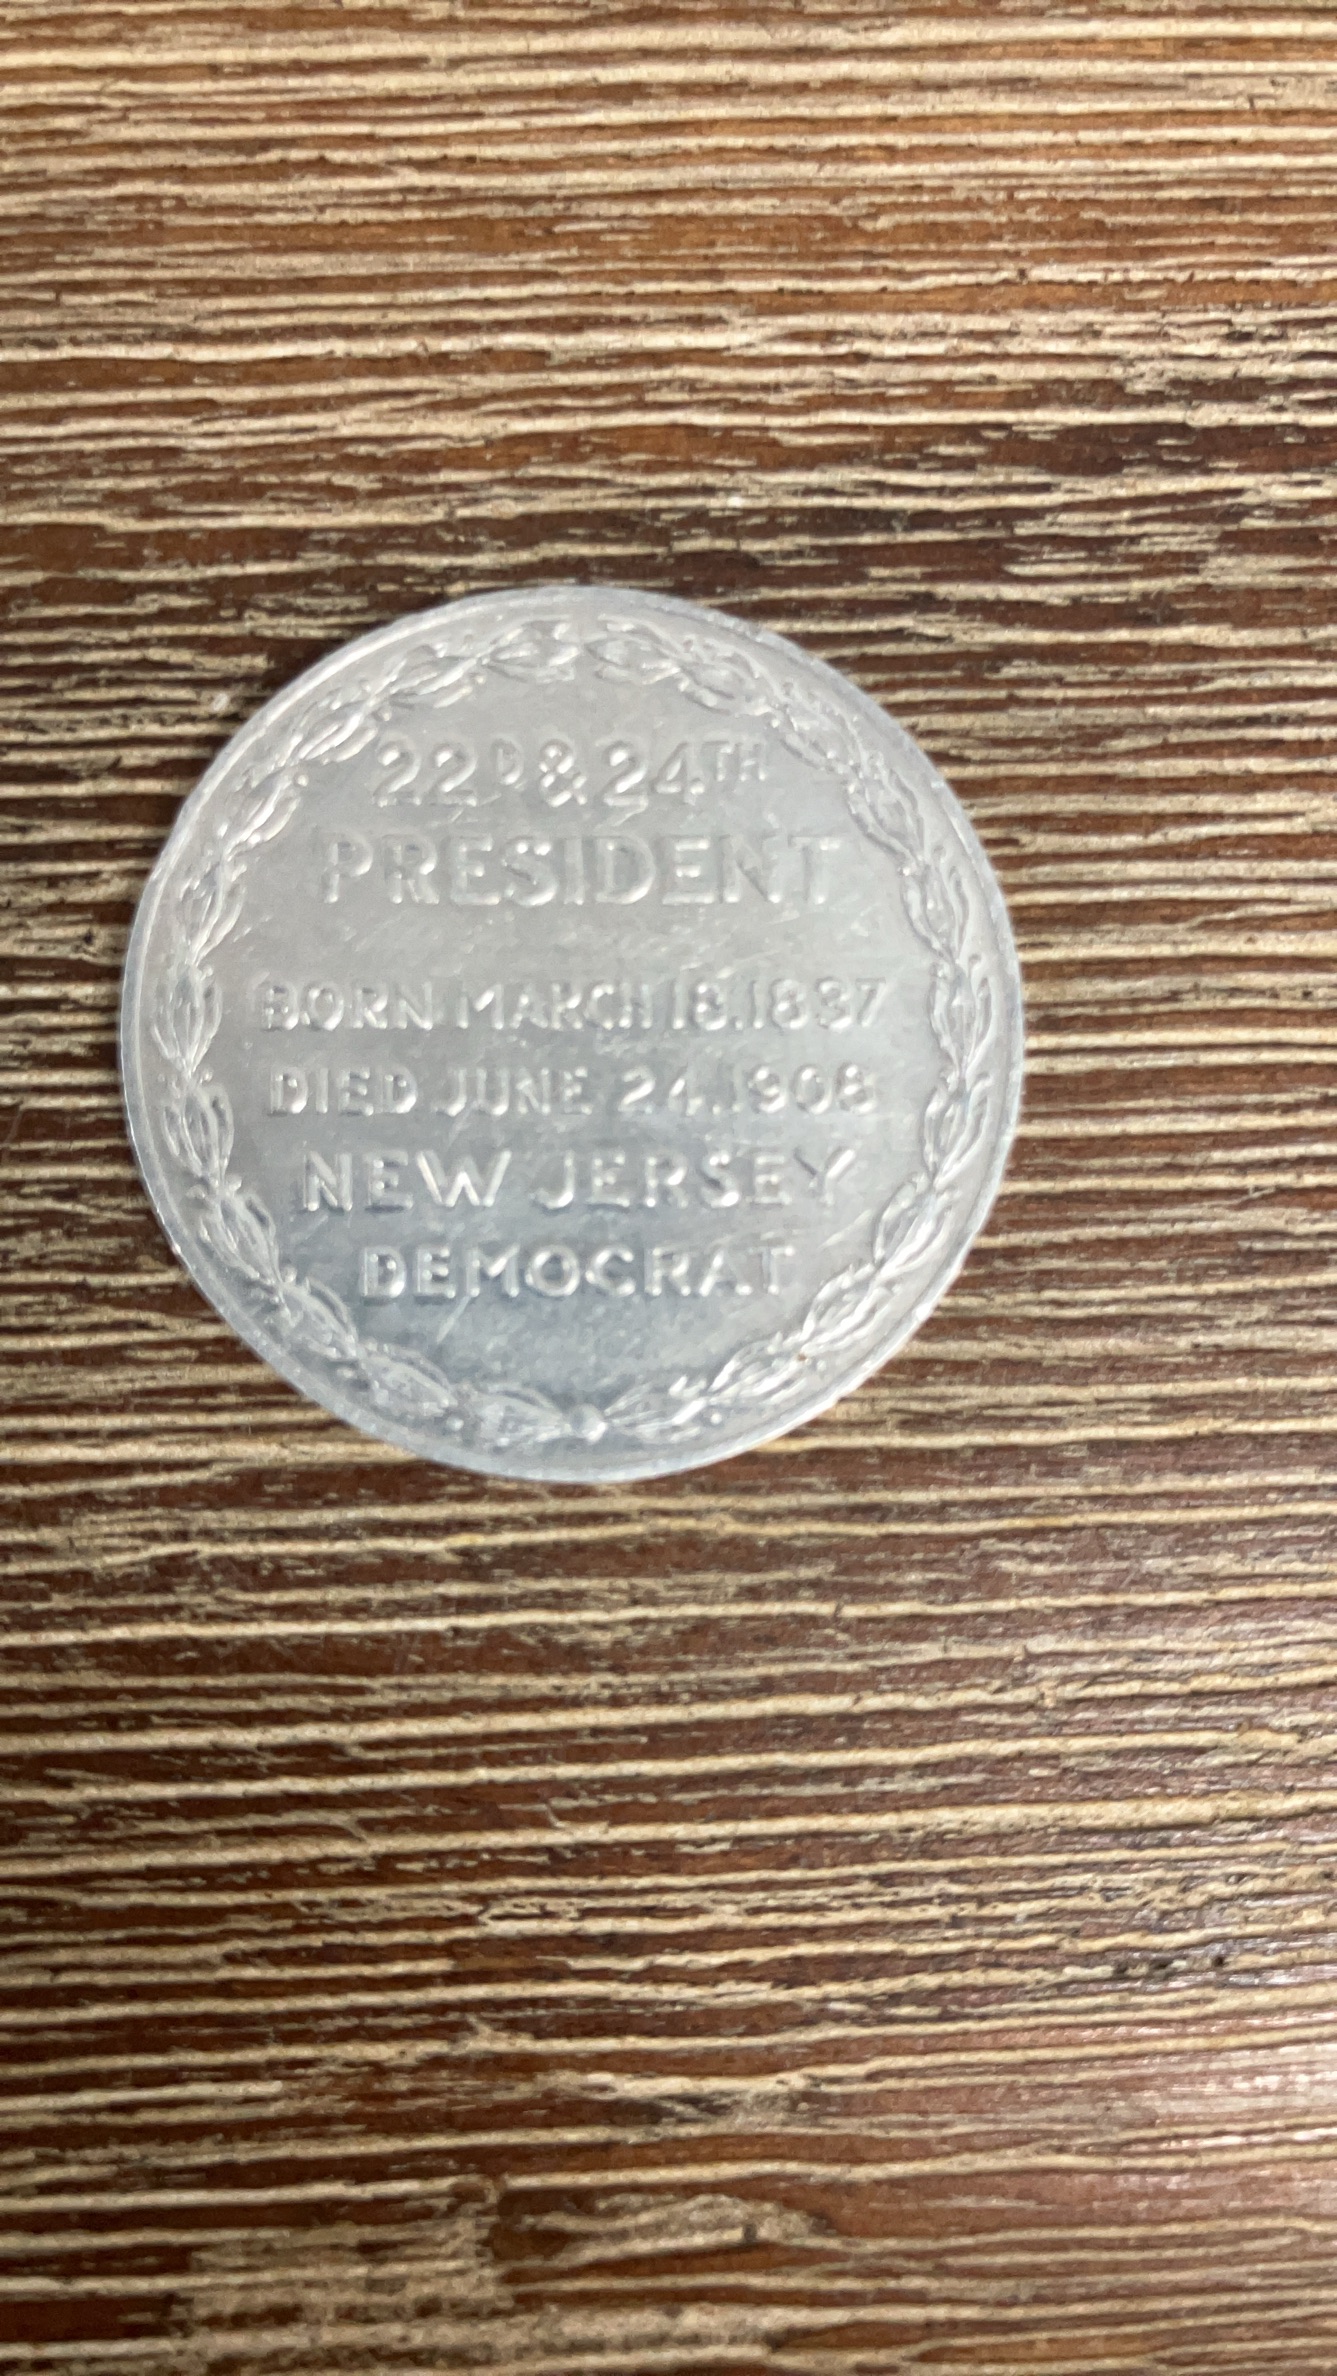 22D & 24TH
PRESIDENT
BORN MARCH 18.1837
DIED JUNE 24.1908
NEW JERSEY
DEMOCRAT